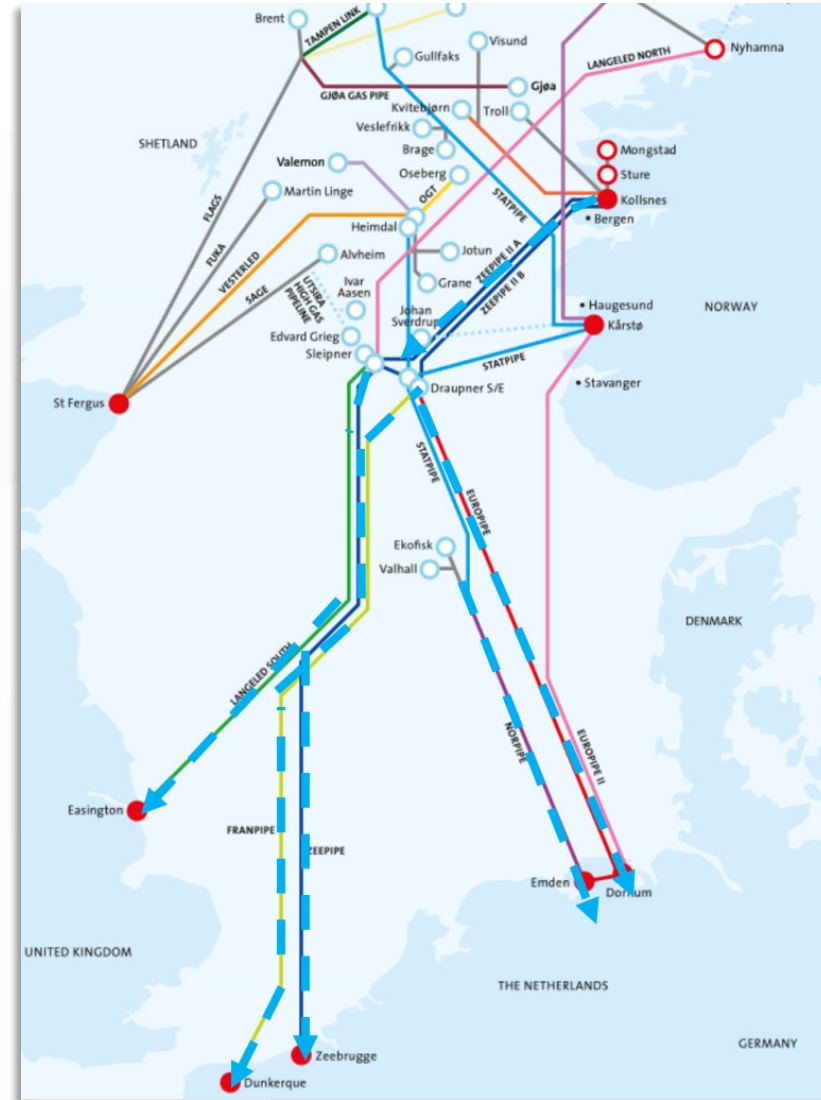 Brent
TAMPEN LINK
Visund
Gullfaks
Nyhamna
LANGELED NORTH
GJØA GAS PIPE
Gjøa
Kvitebjørn
Troll
Veslefrikk
SHETLAND
Brage
Mongstad
Valemon
Oseberg
Sture
Martin Linge
OGT
STATPIPE
Kollsnes
FLAGS
Bergen
Heimdal
FUKA
VESTERLED
Alvheim
Jotun
ZEEPIPE II A
ZEEPIPE II B
SAGE
UTSIRA
HIGH GAS
PIPELINE
Ivar
Aasen
Grane
Johan
Sverdrup
Haugesund
NORWAY
Kårstø
Edvard Grieg
Sleipner
STATPIPE
Draupner S/E
Stavanger
St Fergus
STATPIPE
EUROPIPE
Ekofisk
Valhall
DENMARK
LANGELED SOUTH
NORPIPE
EUROPIPE II
Easington
FRANPIPE
ZEEPIPE
Emden
Dornum
UNITED KINGDOM
THE NETHERLANDS
GERMANY
Zeebrugge
Dunkerque